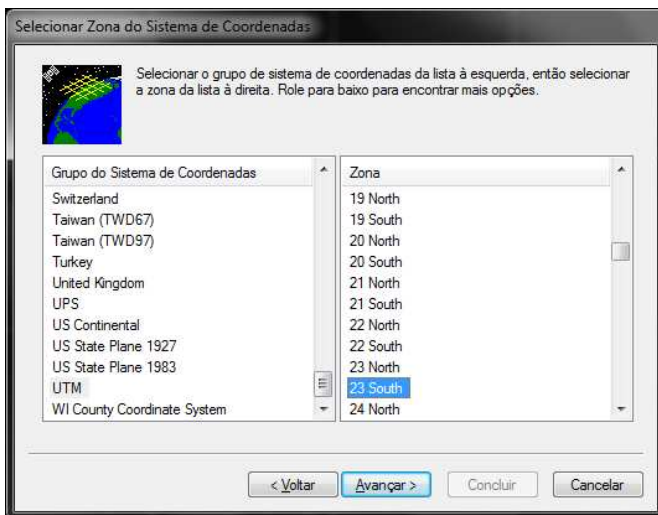 Selecionar Zona do Sistema de Coordenadas
Selecionar o grupo de sistema de coordenadas da lista à esquerda, então selecionar
a zona da lista à direita. Role para baixo para encontrar mais opções.
Grupo do Sistema de Coordenadas
Switzerland
Taiwan (TWD67)
Taiwan (TWD97)
Turkey
United Kingdom
UPS
US Continental
US State Plane 1927
US State Plane 1983
UTM
WI County Coordinate System
Zona
19 North
19 South
20 North
20 South
21 North
21 South
22 North
22 South
23 North
23 South
24 North
< Voltar
Avançar >
Concluir
Cancelar